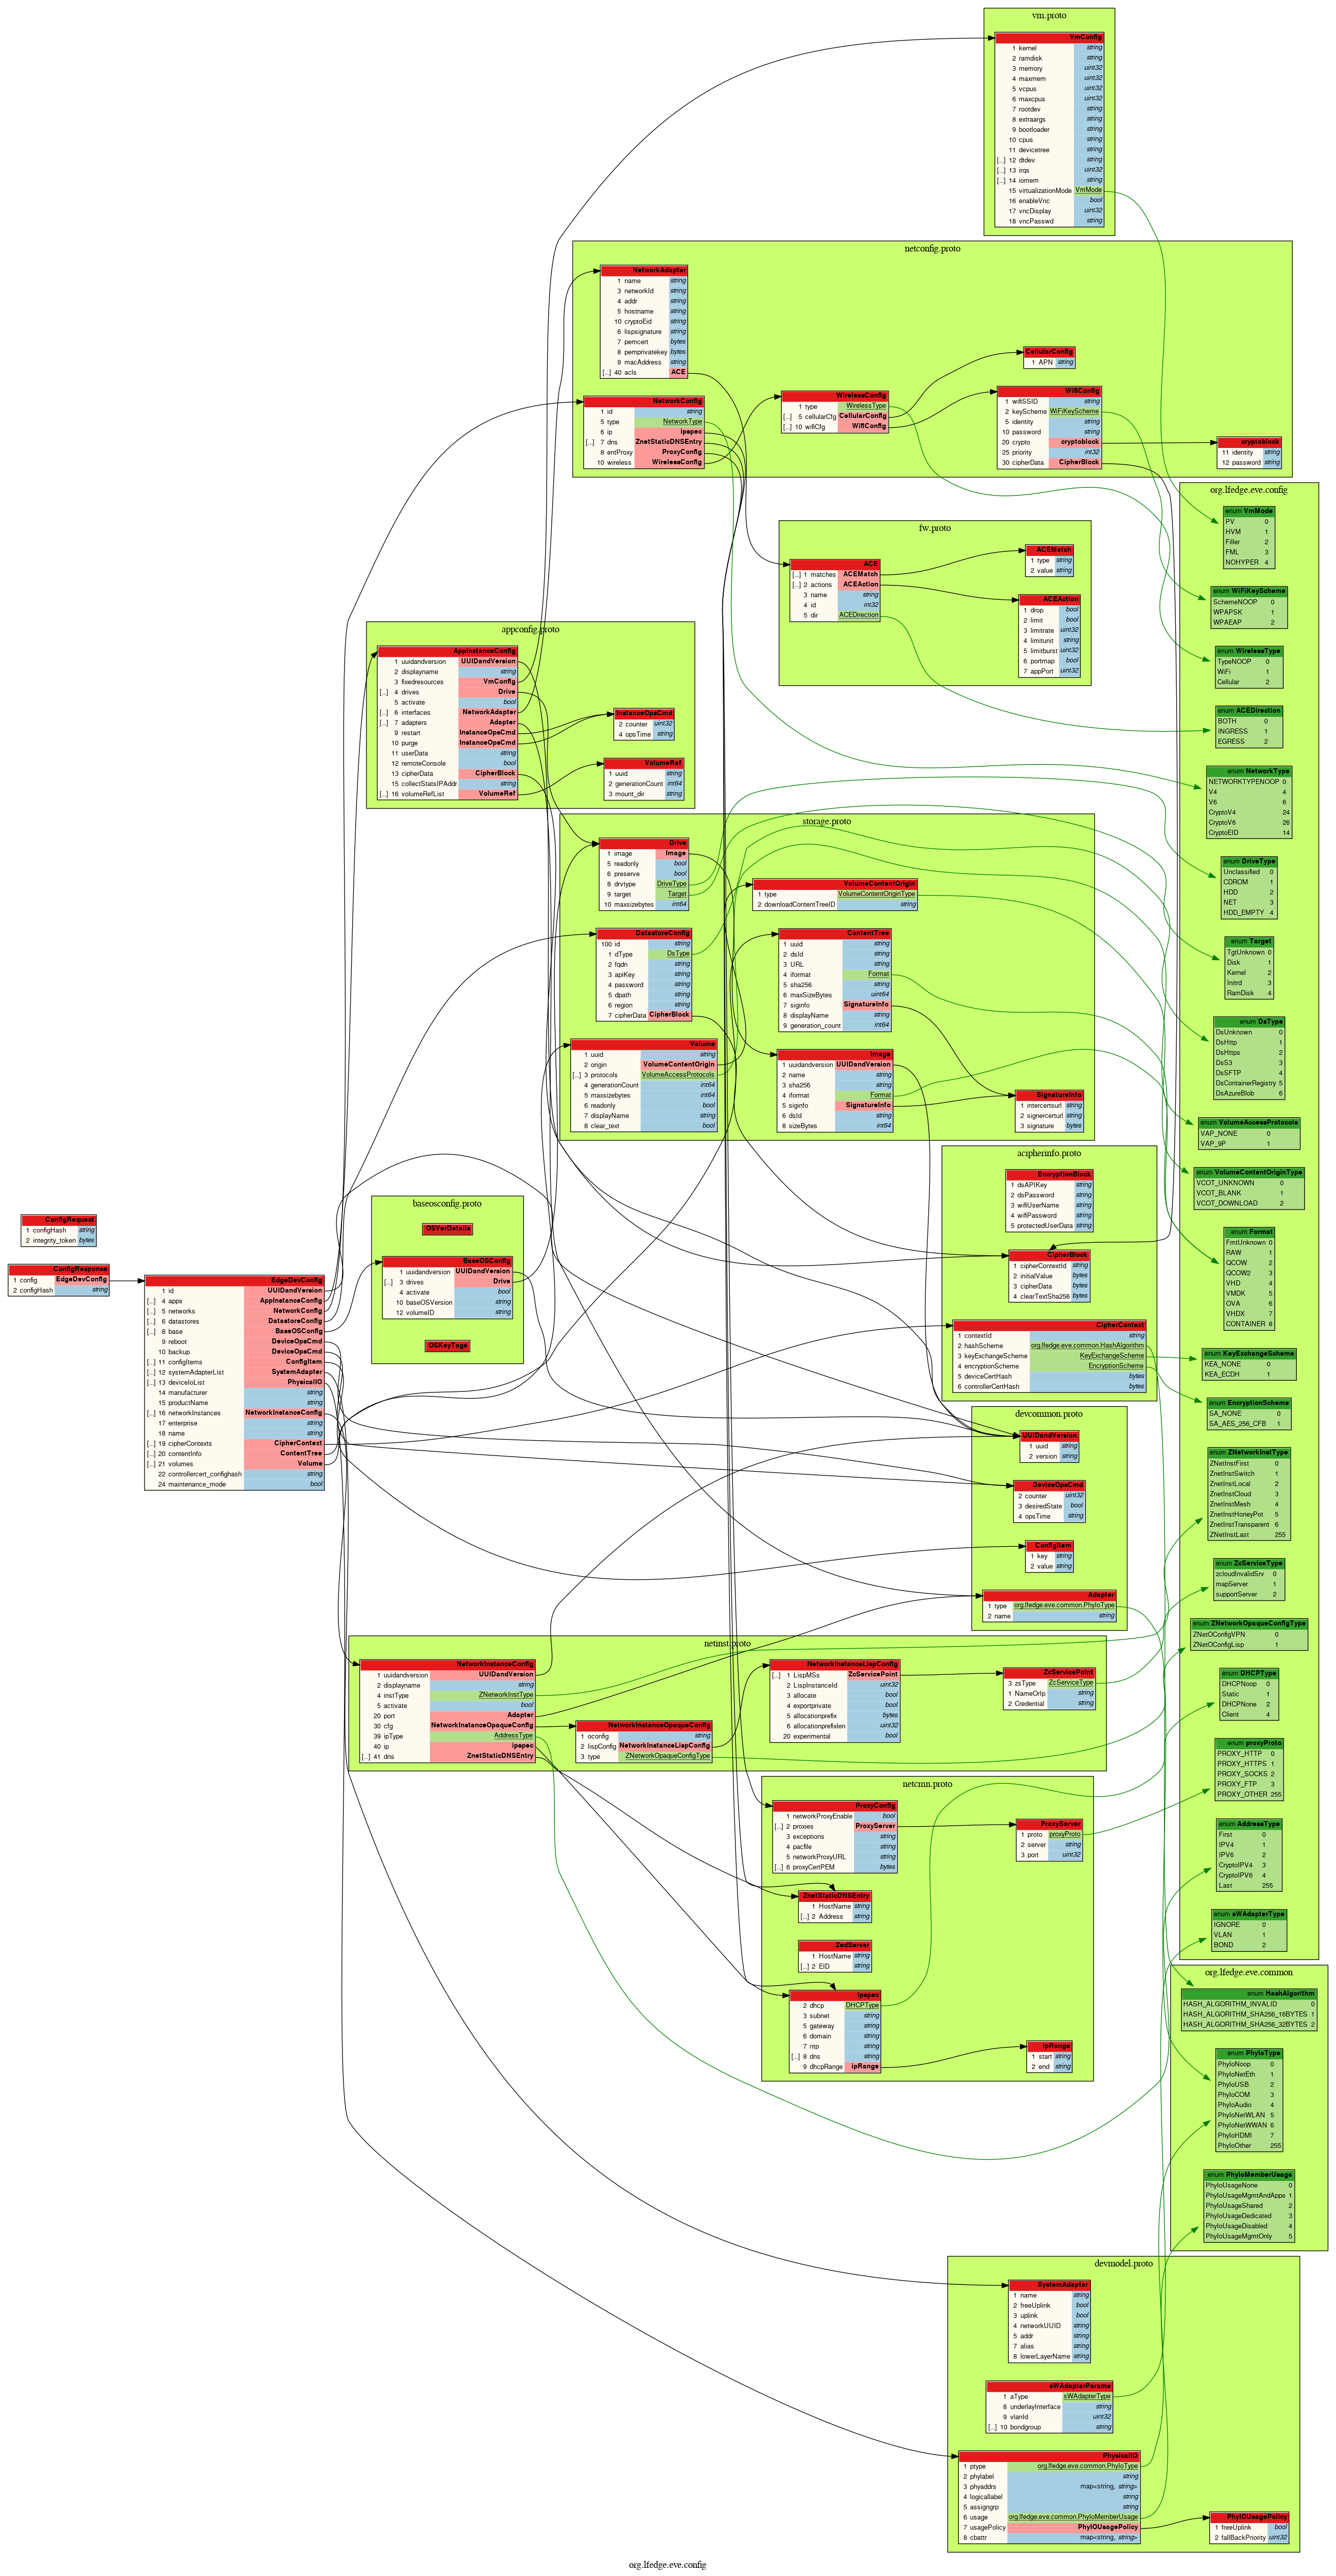 vm.proto
VmConfig
1 kernel string
2 ramdisk string
3 memory uint32
4 maxmem uint32
5 vcpus uint32
6 maxcpus uint32
7 rootdev string
8 extraargs string
9 bootloader string
10 cpus string
11 devicetree string
[...] 12 dtdev string
[...] 13 irqs uint32
[...] 14 iomem string
15 virtualizationMode VmMode
16 enableVnc bool
17 vncDisplay uint32
18 vncPasswd string
netconfig.proto
NetworkAdapter
1 name string
3 networkId string
4 addr string
5 hostname string
10 cryptoEid string
6 lispsignature string
7 pemcert bytes
8 pemprivatekey bytes
9 macAddress string
[...] 40 acls ACE
NetworkConfig
1 id string
5 type NetworkType
6 ip ipspec
[...] 7 dns ZnetStaticDNSEntry
8 entProxy ProxyConfig
10 wireless WirelessConfig
WirelessConfig
1 type WirelessType
[...] 5 cellularCfg CellularConfig
[...] 10 wifiCfg WifiConfig
CellularConfig
1 APN string
WifiConfig
1 wifiSSID string
2 keyScheme WiFiKeyScheme
5 identity string
10 password string
20 crypto cryptoblock
25 priority int32
30 cipherData CipherBlock
cryptoblock
11 identity string
12 password string
fw.proto
ACE
[...] 1 matches ACEMatch
[...] 2 actions ACEAction
3 name string
4 id int32
5 dir ACEDirection
ACEMatch
1 type string
2 value string
ACEAction
1 drop bool
2 limit bool
3 limitrate uint32
4 limitunit string
5 limitburst uint32
6 portmap bool
7 appPort uint32
appconfig.proto
AppInstanceConfig
1 uuidandversion UUIDandVersion
2 displayname string
3 fixedresources VmConfig
[...] 4 drives Drive
5 activate bool
[...] 6 interfaces NetworkAdapter
[...] 7 adapters Adapter
9 restart InstanceOpsCmd
10 purge InstanceOpsCmd
11 userData string
12 remoteConsole bool
13 cipherData CipherBlock
15 collectStatsIPAddr string
[...] 16 volumeRefList VolumeRef
InstanceOpsCmd
2 counter uint32
4 opsTime string
VolumeRef
1 uuid string
2 generationCount int64
3 mount_dir string
storage.proto
Drive
1 image Image
5 readonly bool
6 preserve bool
8 drvtype DriveType
9 target Target
10 maxsizebytes int64
DatastoreConfig
100 id string
1 dType DsType
2 fqdn string
3 apiKey string
4 password string
5 dpath string
6 region string
7 cipherData CipherBlock
Volume
1 uuid string
2 origin VolumeContentOrigin
[...] 3 protocols VolumeAccessProtocols
4 generationCount int64
5 maxsizebytes int64
6 readonly bool
7 displayName string
8 clear_text bool
VolumeContentOrigin
1 type VolumeContentOriginType
2 downloadContentTreeID string
ContentTree
1 uuid string
2 dsId string
3 URL string
4 iformat Format
5 sha256 string
6 maxSizeBytes uint64
7 siginfo SignatureInfo
8 displayName string
9 generation_count int64
Image
1 uuidandversion UUIDandVersion
2 name string
3 sha256 string
4 iformat Format
5 siginfo SignatureInfo
6 dsId string
8 sizeBytes int64
SignatureInfo
1 intercertsurl string
2 signercerturl string
3 signature bytes
acipherinfo.proto
EncryptionBlock
1 dsAPIKey string
2 dsPassword string
3 wifiUserName string
4 wifiPassword string
5 protectedUserData string
CipherBlock
1 cipherContextId string
2 initialValue bytes
3 cipherData bytes
4 clearTextSha256 bytes
CipherContext
1 contextId string
2 hashScheme org.lfedge.eve.common.HashAlgorithm
3 keyExchangeScheme KeyExchangeScheme
4 encryptionScheme EncryptionScheme
5 deviceCertHash bytes
6 controllerCertHash bytes
baseosconfig.proto
OSVerDetails
BaseOSConfig
1 uuidandversion UUIDandVersion
[...] 3 drives Drive
4 activate bool
10 baseOSVersion string
12 volumeID string
OSKeyTags
ConfigRequest
1 configHash string
2 integrity_token bytes
ConfigResponse
1 config EdgeDevConfig
2 configHash string
EdgeDevConfig
1 id UUIDandVersion
[...] 4 apps AppInstanceConfig
[...] 5 networks NetworkConfig
[...] 6 datastores DatastoreConfig
[...] 8 base BaseOSConfig
9 reboot DeviceOpsCmd
10 backup DeviceOpsCmd
[...] 11 configItems ConfigItem
[...] 12 systemAdapterList SystemAdapter
[...] 13 deviceIoList PhysicalIO
14 manufacturer string
15 productName string
[...] 16 networkInstances NetworkInstanceConfig
17 enterprise string
18 name string
[...] 19 cipherContexts CipherContext
[...] 20 contentInfo ContentTree
[...] 21 volumes Volume
22 controllercert_confighash string
24 maintenance_mode bool
devcommon.proto
UUIDandVersion
1 uuid string
2 version string
DeviceOpsCmd
2 counter uint32
3 desiredState bool
4 opsTime string
ConfigItem
1 key string
2 value string
Adapter
1 type org.lfedge.eve.common.PhyIoType
2 name string
netinst.proto
NetworkInstanceConfig
1 uuidandversion UUIDandVersion
2 displayname string
4 instType ZNetworkInstType
5 activate bool
20 port Adapter
30 cfg NetworkInstanceOpaqueConfig
39 ipType AddressType
40 ip ipspec
[...] 41 dns ZnetStaticDNSEntry
NetworkInstanceOpaqueConfig
1 oconfig string
2 lispConfig NetworkInstanceLispConfig
3 type ZNetworkOpaqueConfigType
NetworkInstanceLispConfig
[...] 1 LispMSs ZcServicePoint
2 LispInstanceId uint32
3 allocate bool
4 exportprivate bool
5 allocationprefix bytes
6 allocationprefixlen uint32
20 experimental bool
ZcServicePoint
3 zsType ZcServiceType
1 NameOrIp string
2 Credential string
netcmn.proto
ProxyConfig
1 networkProxyEnable bool
[...] 2 proxies ProxyServer
3 exceptions string
4 pacfile string
5 networkProxyURL string
[...] 6 proxyCertPEM bytes
ProxyServer
1 proto proxyProto
2 server string
3 port uint32
ZnetStaticDNSEntry
1 HostName string
[...] 2 Address string
ZedServer
1 HostName string
[...] 2 EID string
ipspec
2 dhcp DHCPType
3 subnet string
5 gateway string
6 domain string
7 ntp string
[...] 8 dns string
9 dhcpRange ipRange
ipRange
1 start string
2 end string
devmodel.proto
SystemAdapter
1 name string
2 freeUplink bool
3 uplink bool
4 networkUUID string
5 addr string
7 alias string
8 lowerLayerName string
sWAdapterParams
1 aType sWAdapterType
8 underlayInterface string
9 vlanId uint32
[...] 10 bondgroup string
PhysicalIO
1 ptype org.lfedge.eve.common.PhyIoType
2 phylabel string
3 phyaddrs map<string, string>
4 logicallabel string
5 assigngrp string
6 usage org.lfedge.eve.common.PhyIoMemberUsage
7 usagePolicy PhyIOUsagePolicy
8 cbattr map<string, string>
PhyIOUsagePolicy
1 freeUplink bool
2 fallBackPriority uint32
org.lfedge.eve.config
enum VmMode
PV 0
HVM 1
Filler 2
FML 3
NOHYPER 4
enum WiFiKeyScheme
SchemeNOOP 0
WPAPSK 1
WPAEAP 2
enum WirelessType
TypeNOOP 0
WiFi 1
Cellular 2
enum ACEDirection
BOTH 0
INGRESS 1
EGRESS 2
enum NetworkType
NETWORKTYPENOOP 0
V4 4
V6 6
CryptoV4 24
CryptoV6 26
CryptoEID 14
enum DriveType
Unclassified 0
CDROM 1
HDD 2
NET 3
HDD_EMPTY 4
enum Target
TgtUnknown 0
Disk 1
Kernel 2
Initrd 3
RamDisk 4
enum DsType
DsUnknown 0
DsHttp 1
DsHttps 2
DsS3 3
DsSFTP 4
DsContainerRegistry 5
DsAzureBlob 6
enum VolumeAccessProtocols
VAP_NONE 0
VAP_9P 1
enum VolumeContentOriginType
VCOT_UNKNOWN 0
VCOT_BLANK 1
VCOT_DOWNLOAD 2
enum Format
FmtUnknown 0
RAW 1
QCOW 2
QCOW2 3
VHD 4
VMDK 5
OVA 6
VHDX 7
CONTAINER 8
enum KeyExchangeScheme
KEA_NONE 0
KEA_ECDH 1
enum EncryptionScheme
SA_NONE 0
SA_AES_256_CFB 1
enum ZNetworkInstType
ZNetInstFirst 0
ZnetInstSwitch 1
ZnetInstLocal 2
ZnetInstCloud 3
ZnetInstMesh 4
ZnetInstHoneyPot 5
ZnetInstTransparent 6
ZNetInstLast 255
enum ZcServiceType
zcloudInvalidSrv 0
mapServer 1
supportServer 2
enum ZNetworkOpaqueConfigType
ZNetOConfigVPN 0
ZNetOConfigLisp 1
enum DHCPType
DHCPNoop 0
Static 1
DHCPNone 2
Client 4
enum proxyProto
PROXY_HTTP 0
PROXY_HTTPS 1
PROXY_SOCKS 2
PROXY_FTP 3
PROXY_OTHER 255
enum AddressType
First 0
IPV4 1
IPV6 2
CryptoIPV4 3
CryptoIPV6 4
Last 255
enum sWAdapterType
IGNORE 0
VLAN 1
BOND 2
org.lfedge.eve.common
enum HashAlgorithm
HASH_ALGORITHM_INVALID 0
HASH_ALGORITHM_SHA256_16BYTES 1
HASH_ALGORITHM_SHA256_32BYTES 2
enum PhyIoType
PhyIoNoop 0
PhyIoNetEth 1
PhyIoUSB 2
PhyIoCOM 3
PhyIoAudio 4
PhyIoNetWLAN 5
PhyIoNetWWAN 6
PhyIoHDMI 7
PhyIoOther 255
enum PhyIoMemberUsage
PhyIoUsageNone 0
PhyIoUsageMgmtAndApps 1
PhyIoUsageShared 2
PhyIoUsageDedicated 3
PhyIoUsageDisabled 4
PhyIoUsageMgmtOnly 5
org.lfedge.eve.config